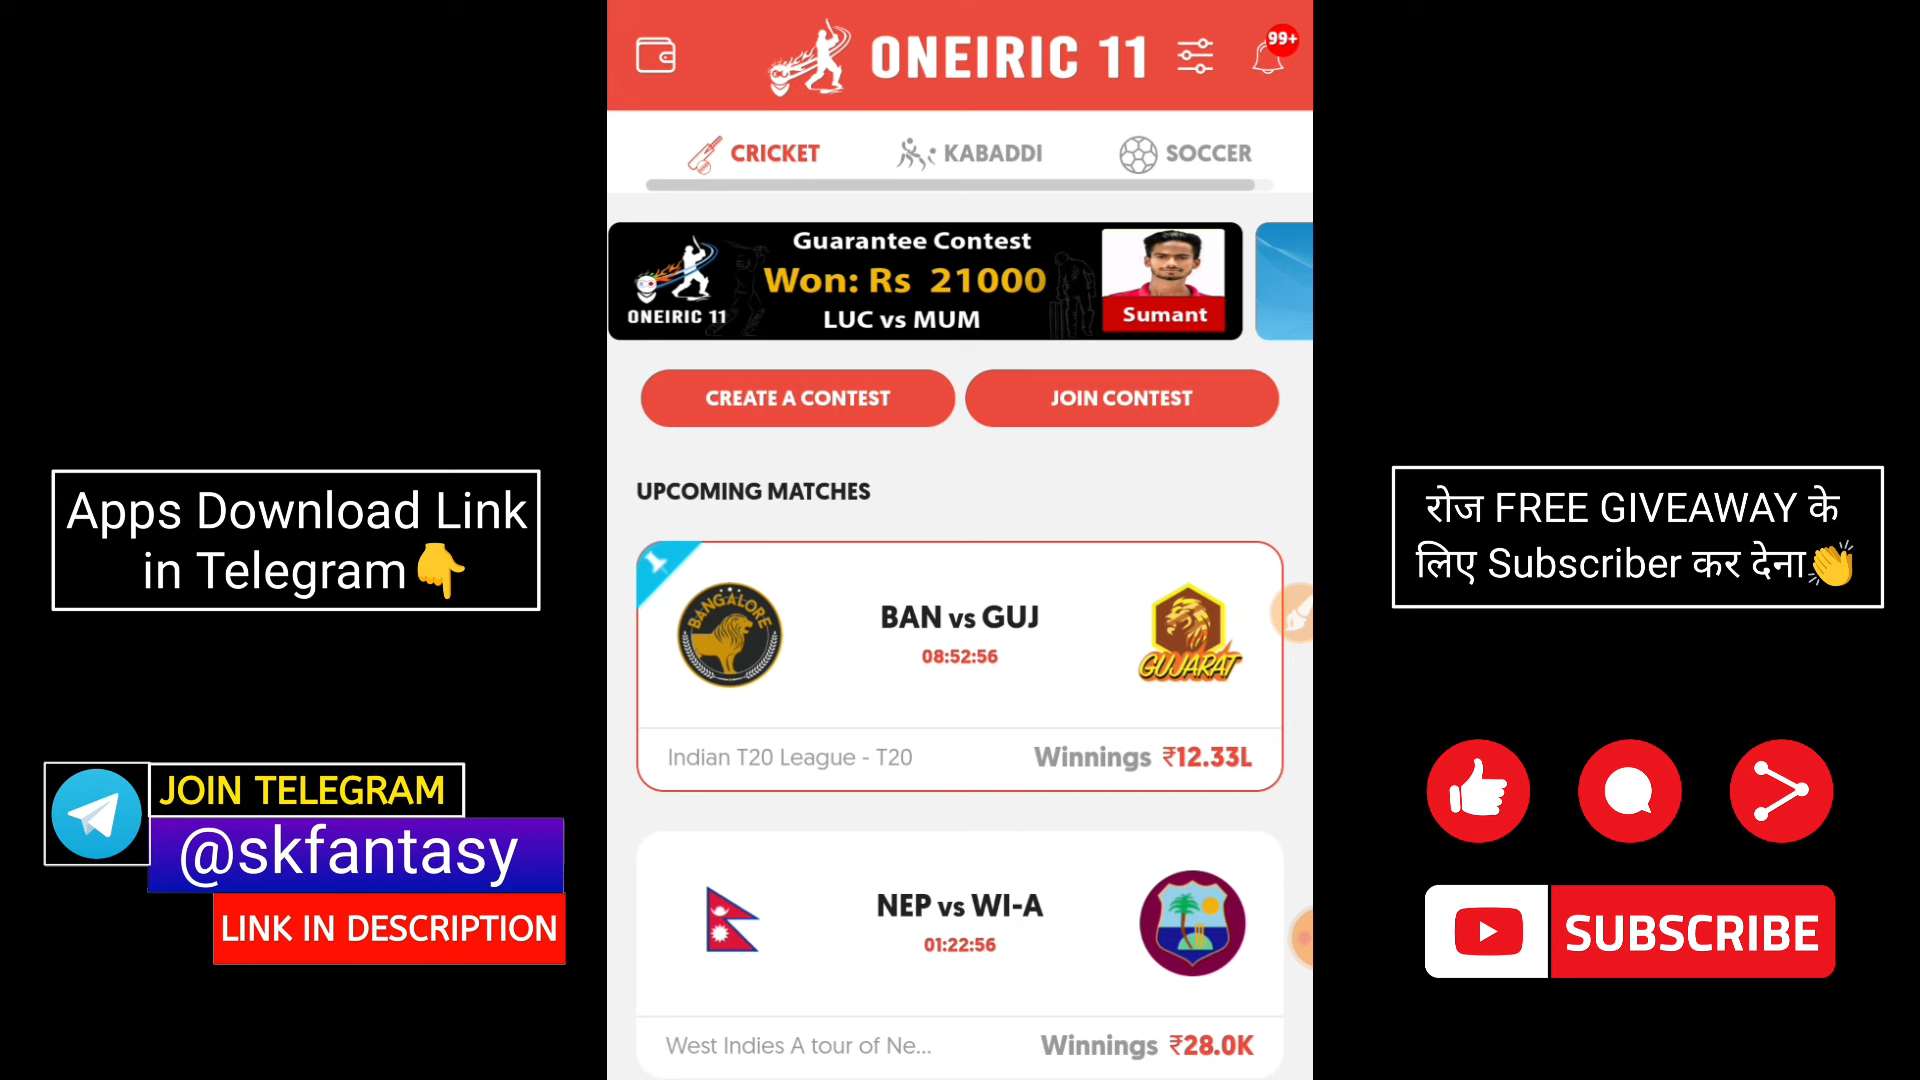 ONEIRIC 11
99+
CRICKET
KABADDI
SOCCER
Guarantee Contest
Won: Rs 21000
LUC vs MUM
ONEIRIC 11
Sumant
CREATE A CONTEST
JOIN CONTEST
UPCOMING MATCHES
BANGALORE
BAN vs GUJ
08:52:56
GUJARAT
Indian T20 League - T20
Winnings ₹12.33L
NEP vs WI-A
01:22:56
West Indies A tour of Ne...
Winnings ₹28.0K
Apps Download Link
in Telegram👇
JOIN TELEGRAM
@skfantasy
LINK IN DESCRIPTION
रोज FREE GIVEAWAY के
लिए Subscriber कर देना👏
SUBSCRIBE